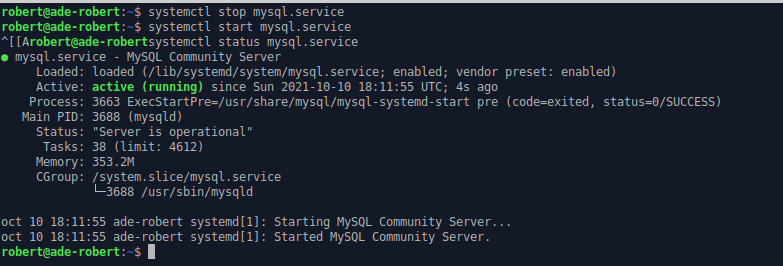 robert@ade-robert:~$ systemctl stop mysql.service
robert@ade-robert:~$ systemctl start mysql.service
^[[Arobert@ade-robertsystemctl status mysql.service
● mysql.service - MySQL Community Server
     Loaded: loaded (/lib/systemd/system/mysql.service; enabled; vendor preset: enabled)
     Active: active (running) since Sun 2021-10-10 18:11:55 UTC; 4s ago
    Process: 3663 ExecStartPre=/usr/share/mysql/mysql-systemd-start pre (code=exited, status=0/SUCCESS)
   Main PID: 3688 (mysqld)
     Status: "Server is operational"
      Tasks: 38 (limit: 4612)
     Memory: 353.2M
     CGroup: /system.slice/mysql.service
             └─3688 /usr/sbin/mysqld

oct 10 18:11:55 ade-robert systemd[1]: Starting MySQL Community Server...
oct 10 18:11:55 ade-robert systemd[1]: Started MySQL Community Server.
robert@ade-robert:~$